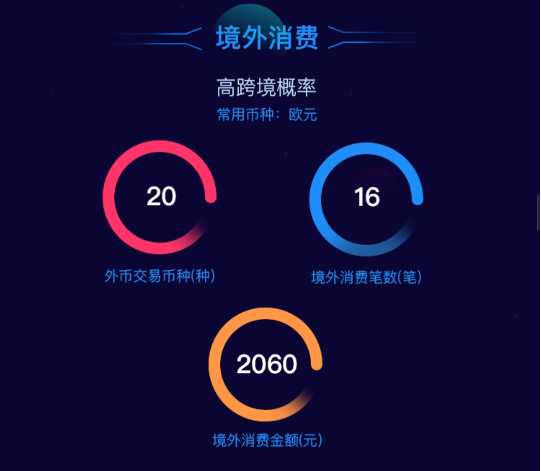 境外消费
高跨境概率
常用币种：欧元
20
16
外币交易币种(种)
境外消费笔数(笔)
2060
境外消费金额(元)